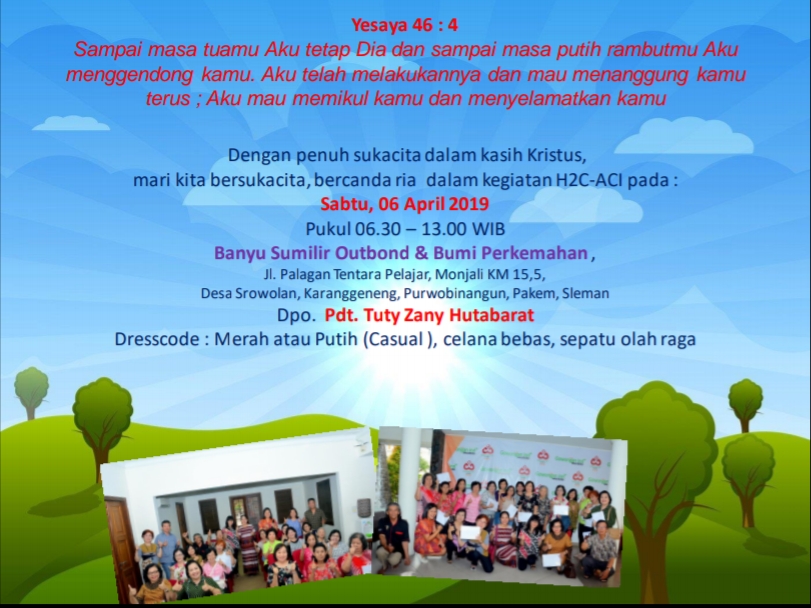 Yesaya 46 : 4
Sampai masa tuamu Aku tetap Dia dan sampai masa putih rambutmu Aku
menggendong kamu. Aku telah melakukannya dan mau menanggung kamu
terus ; Aku mau memikul kamu dan menyelamatkan kamu
Dengan penuh sukacita dalam kasih Kristus,
mari kita bersukacita, bercanda ria dalam kegiatan H2C-ACI pada :
Sabtu, 06 April 2019
Pukul 06.30 – 13.00 WIB
Banyu Sumilir Outbond & Bumi Perkemahan ,
Jl. Palagan Tentara Pelajar, Monjali KM 15,5,
Desa Srowolan, Karanggeneng, Purwobinangun, Pakem, Sleman
Dpo. Pdt. Tuty Zany Hutabarat
Dresscode : Merah atau Putih (Casual ), celana bebas, sepatu olah raga